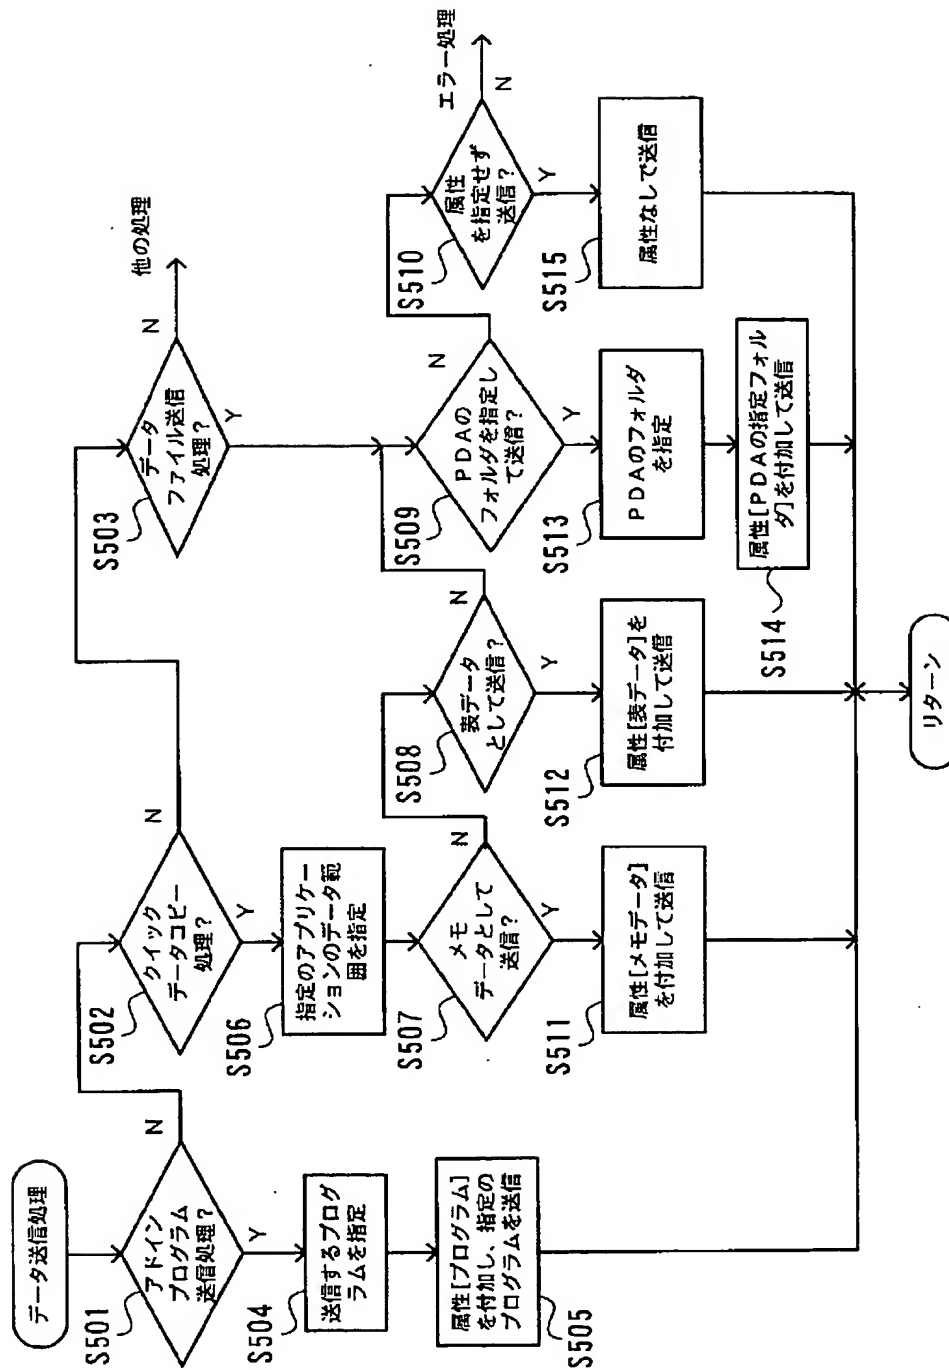 データ送信処理
S501
アドイン
プログラム
送信処理?
N
Y
S504
送信するプログ
ラムを指定
S505
属性[プログラム]
を付加し、指定の
プログラムを送信
S502
クイック
データコピー
処理?
N
Y
S506
指定のアプリケー
ションのデータ範
囲を指定
S507
メモ
データとして
送信?
N
Y
S511
属性[メモデータ]
を付加して送信
S508
表データ
として送信?
N
Y
S512
属性[表データ]を
付加して送信
S503
データ
ファイル送信
処理?
N
他の処理
Y
S509
PDAの
フォルダを指定し
て送信?
N
Y
S513
PDAのフォルダ
を指定
S514
属性[PDAの指定フォル
ダ]を付加して送信
S510
属性
を指定せず
送信?
N
エラー処理
Y
S515
属性なしで送信
リターン